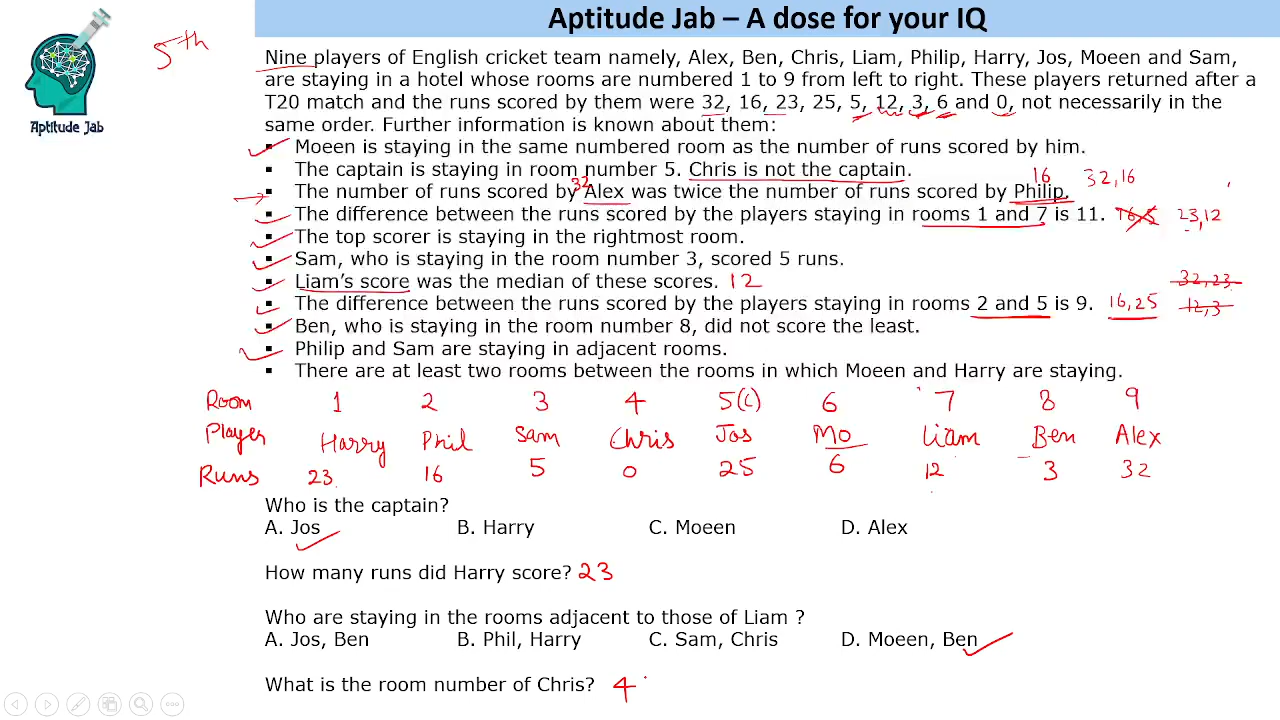 Aptitude Jab – A dose for your IQ
5th
Aptitude Jab
Nine players of English cricket team namely, Alex, Ben, Chris, Liam, Philip, Harry, Jos, Moeen and Sam,
are staying in a hotel whose rooms are numbered 1 to 9 from left to right. These players returned after a
T20 match and the runs scored by them were 32, 16, 23, 25, 5, 12, 3, 6 and 0, not necessarily in the
same order. Further information is known about them:
▪ Moeen is staying in the same numbered room as the number of runs scored by him.
▪ The captain is staying in room number 5. Chris is not the captain.
32 16 32,16
▪ The number of runs scored by Alex was twice the number of runs scored by Philip.
▪ The difference between the runs scored by the players staying in rooms 1 and 7 is 11. 16,5 23,12
▪ The top scorer is staying in the rightmost room.
▪ Sam, who is staying in the room number 3, scored 5 runs.
▪ Liam's score was the median of these scores. 12 32,23
▪ The difference between the runs scored by the players staying in rooms 2 and 5 is 9. 16,25 12,3
▪ Ben, who is staying in the room number 8, did not score the least.
▪ Philip and Sam are staying in adjacent rooms.
▪ There are at least two rooms between the rooms in which Moeen and Harry are staying.
Room 1 2 3 4 5(C) 6 7 8 9
Player Harry Phil Sam Chris Jos Mo Liam Ben Alex
Runs 23 16 5 0 25 6 12 3 32
Who is the captain?
A. Jos B. Harry C. Moeen D. Alex
How many runs did Harry score? 23
Who are staying in the rooms adjacent to those of Liam ?
A. Jos, Ben B. Phil, Harry C. Sam, Chris D. Moeen, Ben
What is the room number of Chris? 4